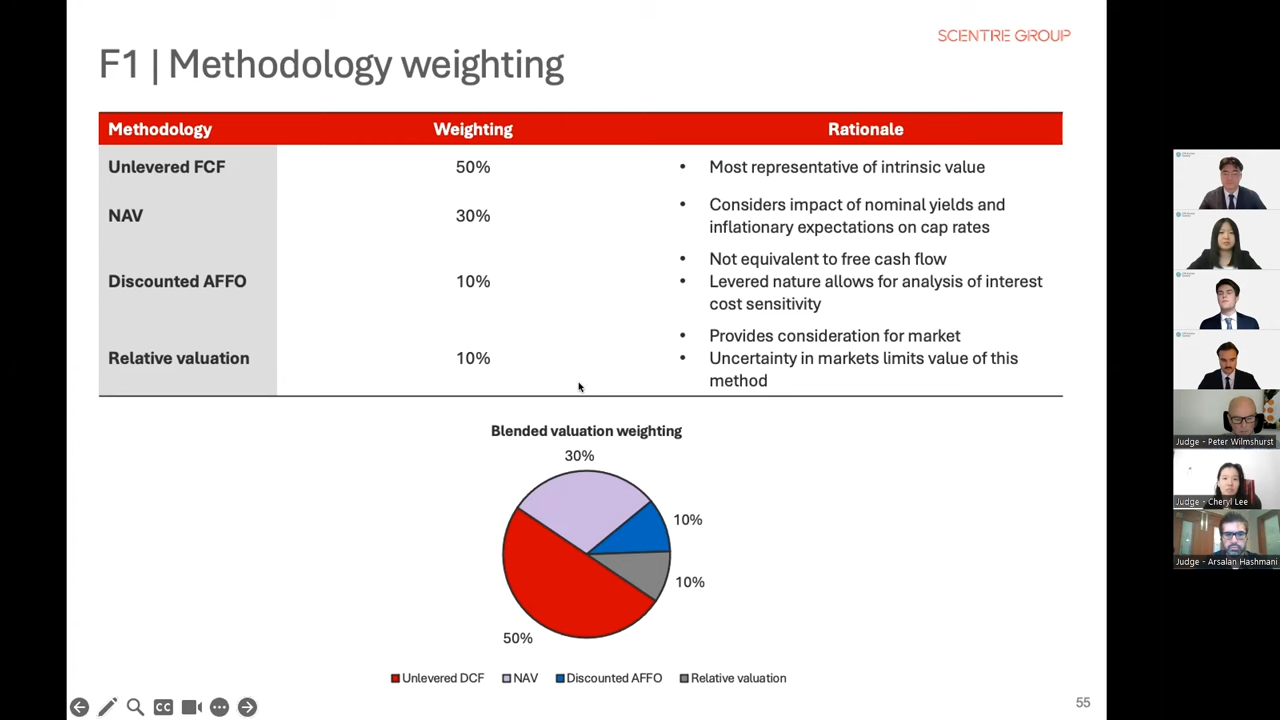 SCENTRE GROUP
F1 | Methodology weighting
Methodology
Weighting
Rationale
Unlevered FCF
50%
• Most representative of intrinsic value
NAV
30%
• Considers impact of nominal yields and
inflationary expectations on cap rates
Discounted AFFO
10%
• Not equivalent to free cash flow
• Levered nature allows for analysis of interest
cost sensitivity
Relative valuation
10%
• Provides consideration for market
• Uncertainty in markets limits value of this
method
Blended valuation weighting
30%
10%
10%
50%
Unlevered DCF
NAV
Discounted AFFO
Relative valuation
CC
55
Judge - Peter Wilmshurst
Judge - Cheryl Lee
Judge - Arsalan Hashmani